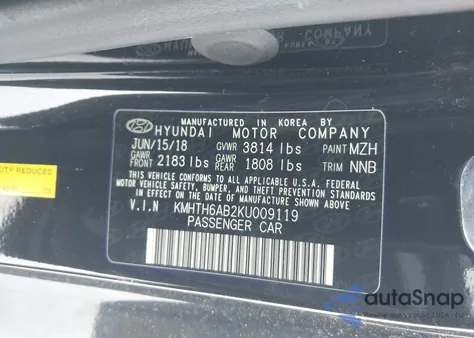 MANUFACTURED IN KOREA BY
HYUNDAI MOTOR COMPANY
JUN/15/18 GVWR 3814 lbs PAINT MZH
GAWR FRONT 2183 lbs GAWR REAR 1808 lbs TRIM NNB
THIS VEHICLE CONFORMS TO ALL APPLICABLE U.S.A. FEDERAL MOTOR VEHICLE
SAFETY, BUMPER, AND THEFT PREVENTION STANDARDS IN EFFECT ON THE
DATE OF MANUFACTURE SHOWN ABOVE.
V.I.N KMHTH6AB2KU009119
PASSENGER CAR
REDUCED
autoSnap